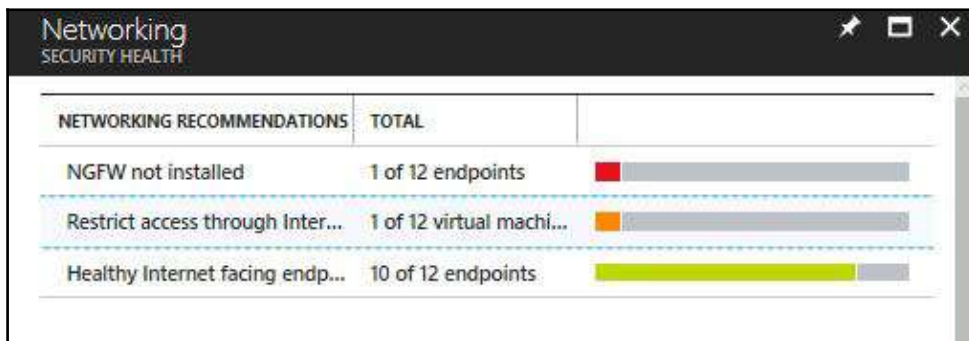 Networking
SECURITY HEALTH
NETWORKING RECOMMENDATIONS TOTAL
NGFW not installed 1 of 12 endpoints
Restrict access through Inter... 1 of 12 virtual machi...
Healthy Internet facing endp... 10 of 12 endpoints